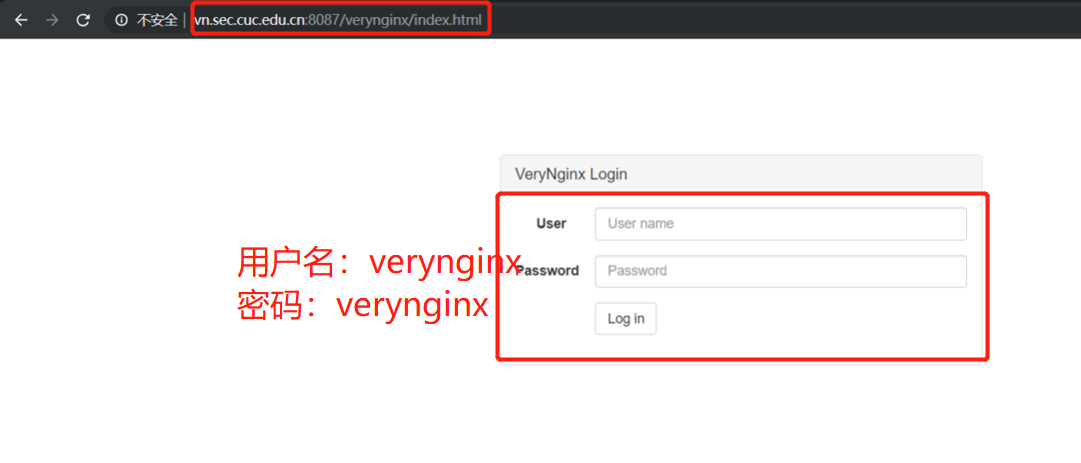 不安全 | vn.sec.cuc.edu.cn:8087/verynginx/index.html
VeryNginx Login
User User name
用户名：verynginx
Password Password
密码：verynginx
Log in